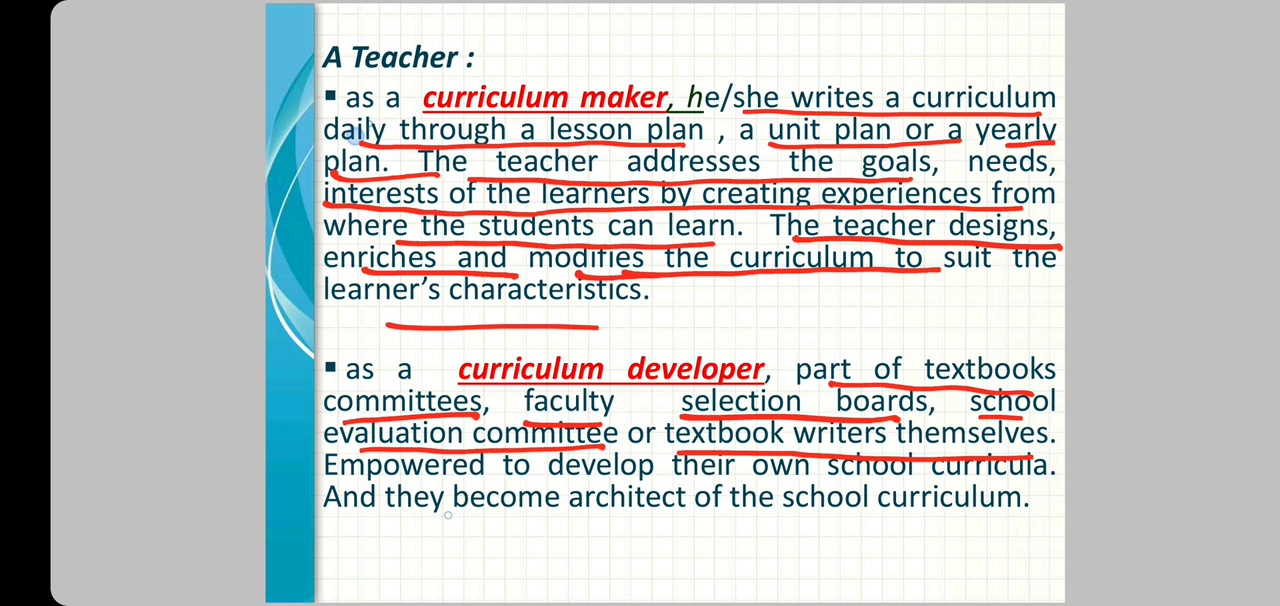 A Teacher :
▪ as a curriculum maker, he/she writes a curriculum
daily through a lesson plan , a unit plan or a yearly
plan. The teacher addresses the goals, needs,
interests of the learners by creating experiences from
where the students can learn. The teacher designs,
enriches and modifies the curriculum to suit the
learner’s characteristics.
▪ as a curriculum developer, part of textbooks
committees, faculty selection boards, school
evaluation committee or textbook writers themselves.
Empowered to develop their own school curricula.
And they become architect of the school curriculum.